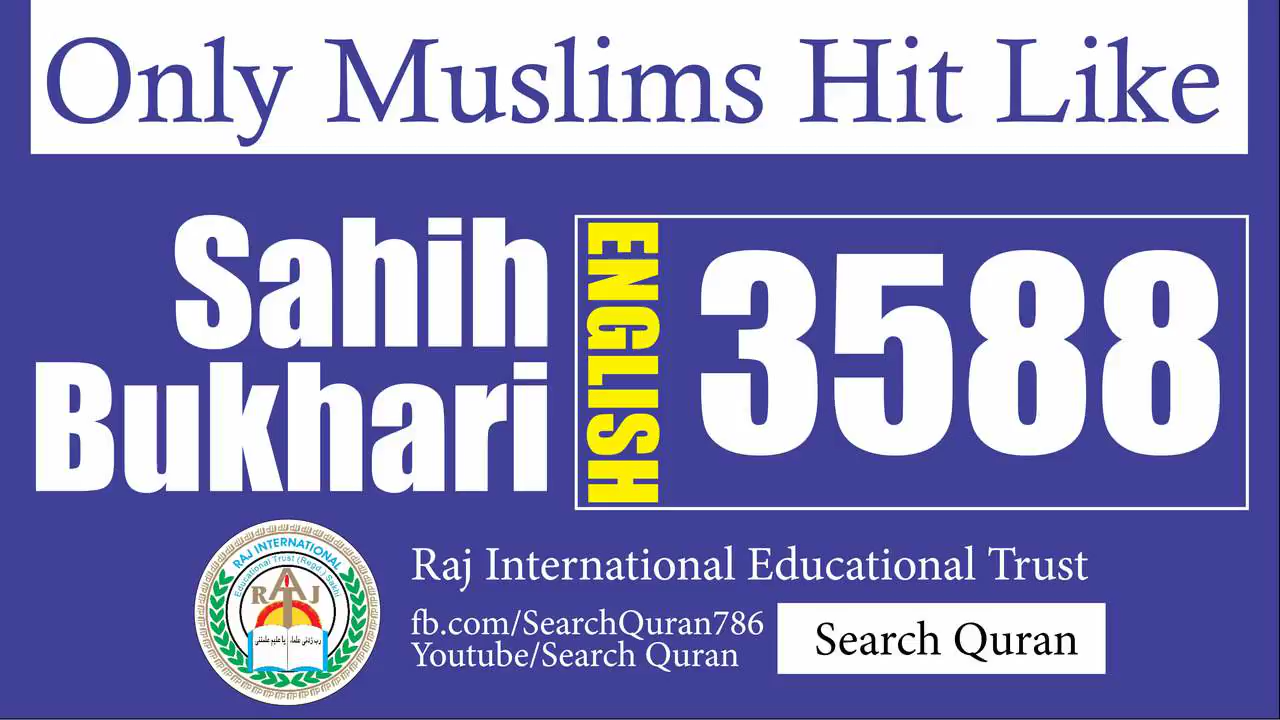 Only Muslims Hit Like
Sahih
Bukhari
ENGLISH
3588
RAJ INTERNATIONAL
Educational Trust (Regd.)
RAJ
Raj International Educational Trust
fb.com/SearchQuran786
Youtube/Search Quran
Search Quran